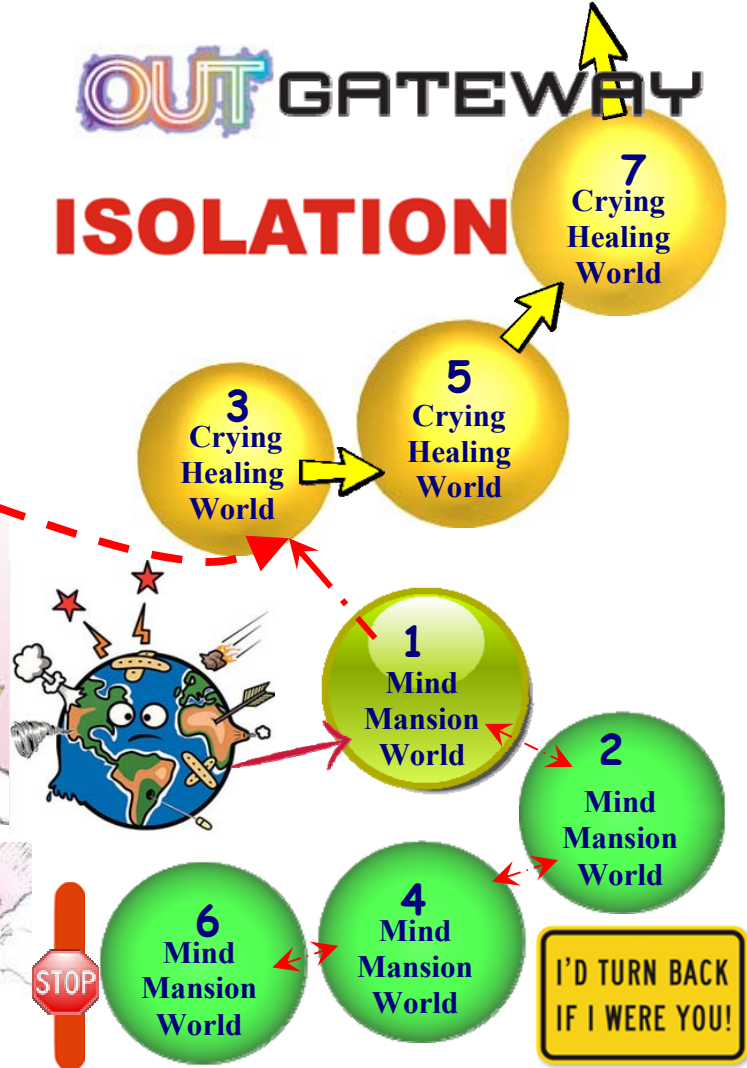 OUT GATEWAY
ISOLATION
7
Crying
Healing
World
5
Crying
Healing
World
3
Crying
Healing
World
1
Mind
Mansion
World
2
Mind
Mansion
World
4
Mind
Mansion
World
6
Mind
Mansion
World
STOP
I'D TURN BACK
IF I WERE YOU!